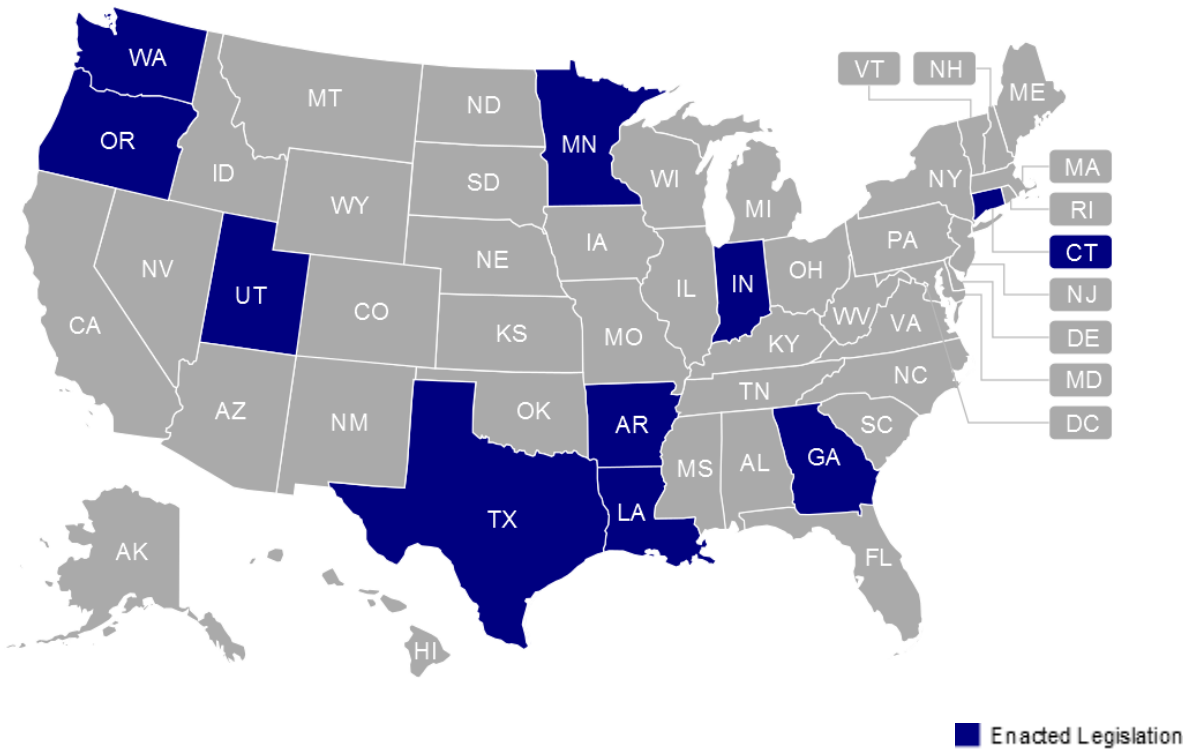 WA
VT NH
ME
MT
ND
OR
MN
ID
SD
WI
NY
MA
WY
MI
RI
IA
PA
CT
NV
NE
OH
UT
IN
IL
NJ
CO
WV
VA
CA
KS
MO
KY
DE
NC
MD
AZ
TN
NM
OK
AR
SC
DC
MS
AL
GA
TX
LA
AK
FL
HI
Enacted Legislation